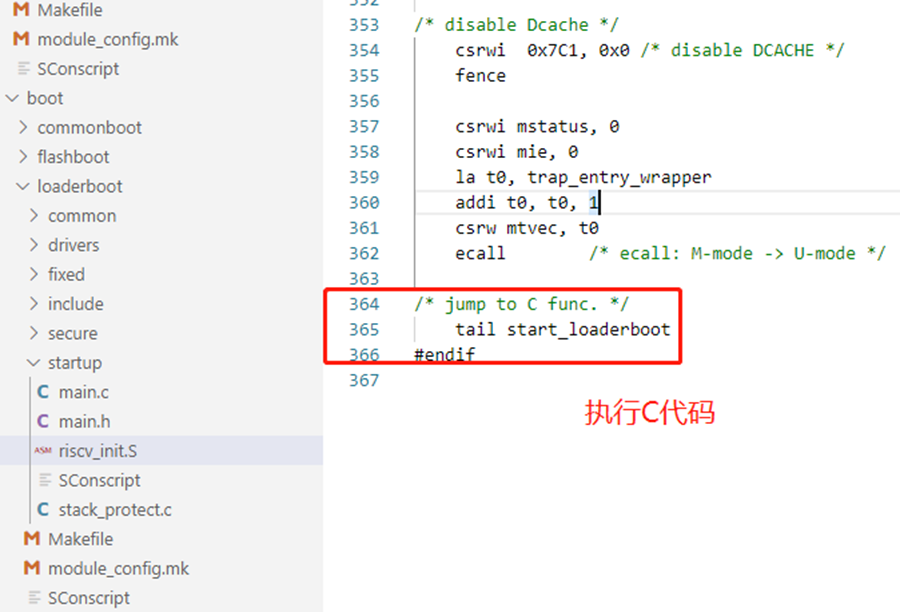 Makefile
module_config.mk
SConscript
boot
commonboot
flashboot
loaderboot
common
drivers
fixed
include
secure
startup
C main.c
C main.h
ASM riscv_init.S
SConscript
C stack_protect.c
M Makefile
M module_config.mk
SConscript
352
353 /* disable Dcache */
354 csrwi 0x7C1, 0x0 /* disable DCACHE */
355 fence
356
357 csrwi mstatus, 0
358 csrwi mie, 0
359 la t0, trap_entry_wrapper
360 addi t0, t0, 1
361 csrw mtvec, t0
362 ecall /* ecall: M-mode -> U-mode */
363
364 /* jump to C func. */
365 tail start_loaderboot
366 #endif
367
执行C代码